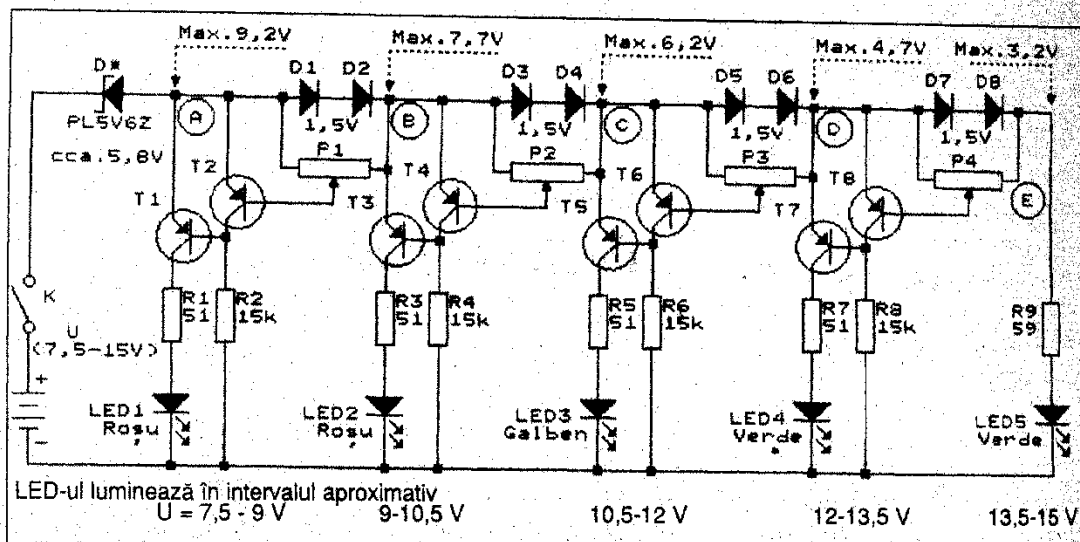 Max.9,2V
Max.7,7V
Max.6,2V
Max.4,7V
Max.3,2V
D*
D1
D2
D3
D4
D5
D6
D7
D8
PL5V6Z
A
1,5V
B
1,5V
C
1,5V
D
1,5V
cca.5,8V
T2
P1
T4
P2
T6
P3
T8
P4
E
T1
T3
T5
T7
K
R1
51
R2
15k
R3
51
R4
15k
R5
51
R6
15k
R7
51
R8
15k
R9
59
U
(7,5-15V)
+
-
LED1
Roșu
LED2
Roșu
LED3
Galben
LED4
Verde
LED5
Verde
LED-ul luminează în intervalul aproximativ
U = 7,5 - 9 V
9-10,5 V
10,5-12 V
12-13,5 V
13,5-15 V